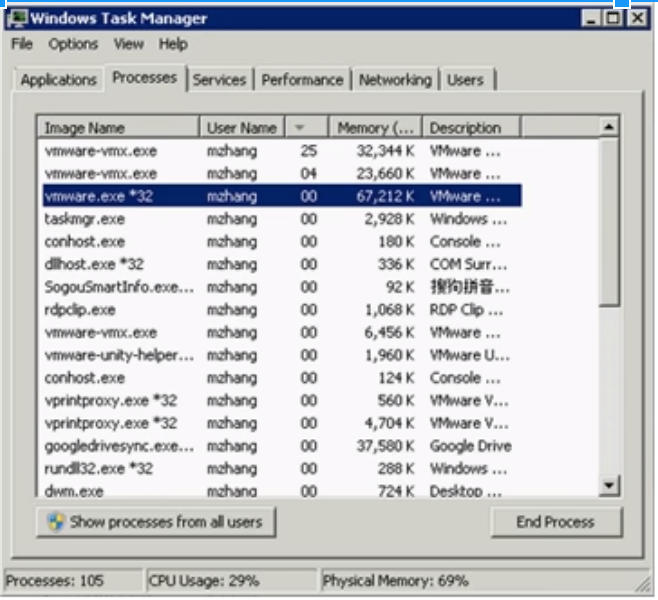 Windows Task Manager
File Options View Help
Applications Processes Services Performance Networking Users
Image Name User Name Memory (... Description
vmware-vmx.exe mzhang 25 32,344 K VMware ...
vmware-vmx.exe mzhang 04 23,660 K VMware ...
vmware.exe *32 mzhang 00 67,212 K VMware ...
taskmgr.exe mzhang 00 2,928 K Windows ...
conhost.exe mzhang 00 180 K Console ...
dllhost.exe *32 mzhang 00 336 K COM Surr...
SogouSmartInfo.exe... mzhang 00 92 K 搜狗拼音...
rdpclip.exe mzhang 00 1,068 K RDP Clip ...
vmware-vmx.exe mzhang 00 6,456 K VMware ...
vmware-unity-helper... mzhang 00 1,960 K VMware U...
conhost.exe mzhang 00 124 K Console ...
vprintproxy.exe *32 mzhang 00 560 K VMware V...
vprintproxy.exe *32 mzhang 00 4,704 K VMware V...
googledrivesync.exe... mzhang 00 37,580 K Google Drive
rundll32.exe *32 mzhang 00 288 K Windows ...
dwm.exe mzhang 00 724 K Desktop ...
Show processes from all users End Process
Processes: 105 CPU Usage: 29% Physical Memory: 69%